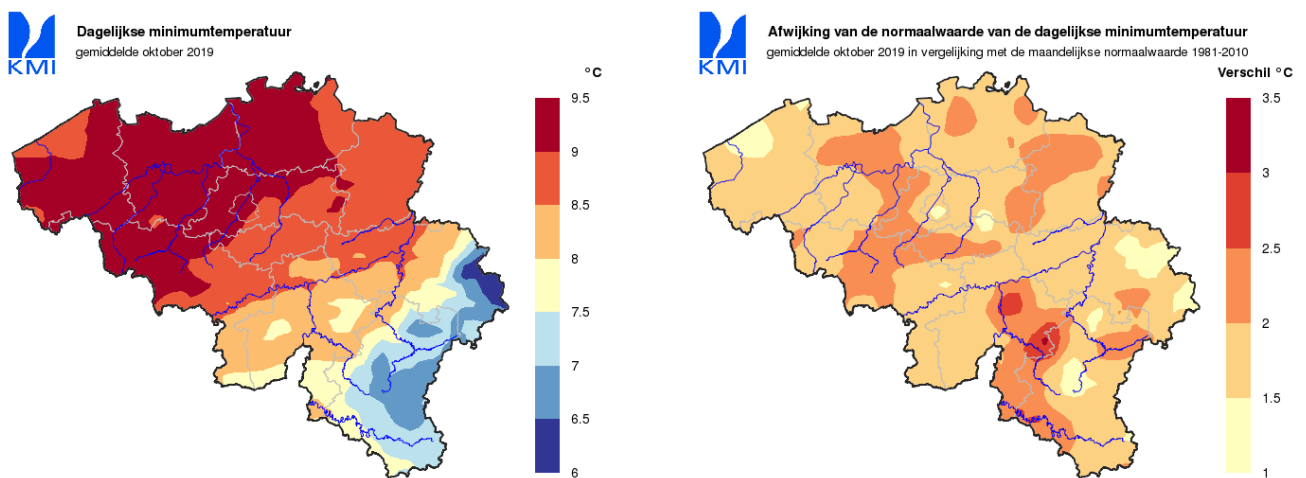 KMI
Dagelijkse minimumtemperatuur
gemiddelde oktober 2019
°C
9.5
9
8.5
8
7.5
7
6.5
6
KMI
Afwijking van de normaalwaarde van de dagelijkse minimumtemperatuur
gemiddelde oktober 2019 in vergelijking met de maandelijkse normaalwaarde 1981-2010
Verschil °C
3.5
3
2.5
2
1.5
1